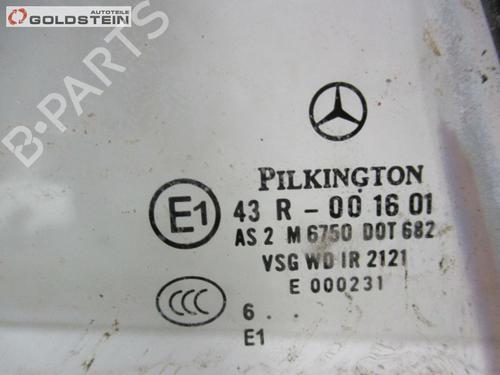 AUTOTEILE
GOLDSTEIN
B-PARTS
PILKINGTON
E1 43 R - 00 16 01
AS 2 M 6750 DOT 682
VSG WD IR 2121
E 000231
CCC 6 . .
E1